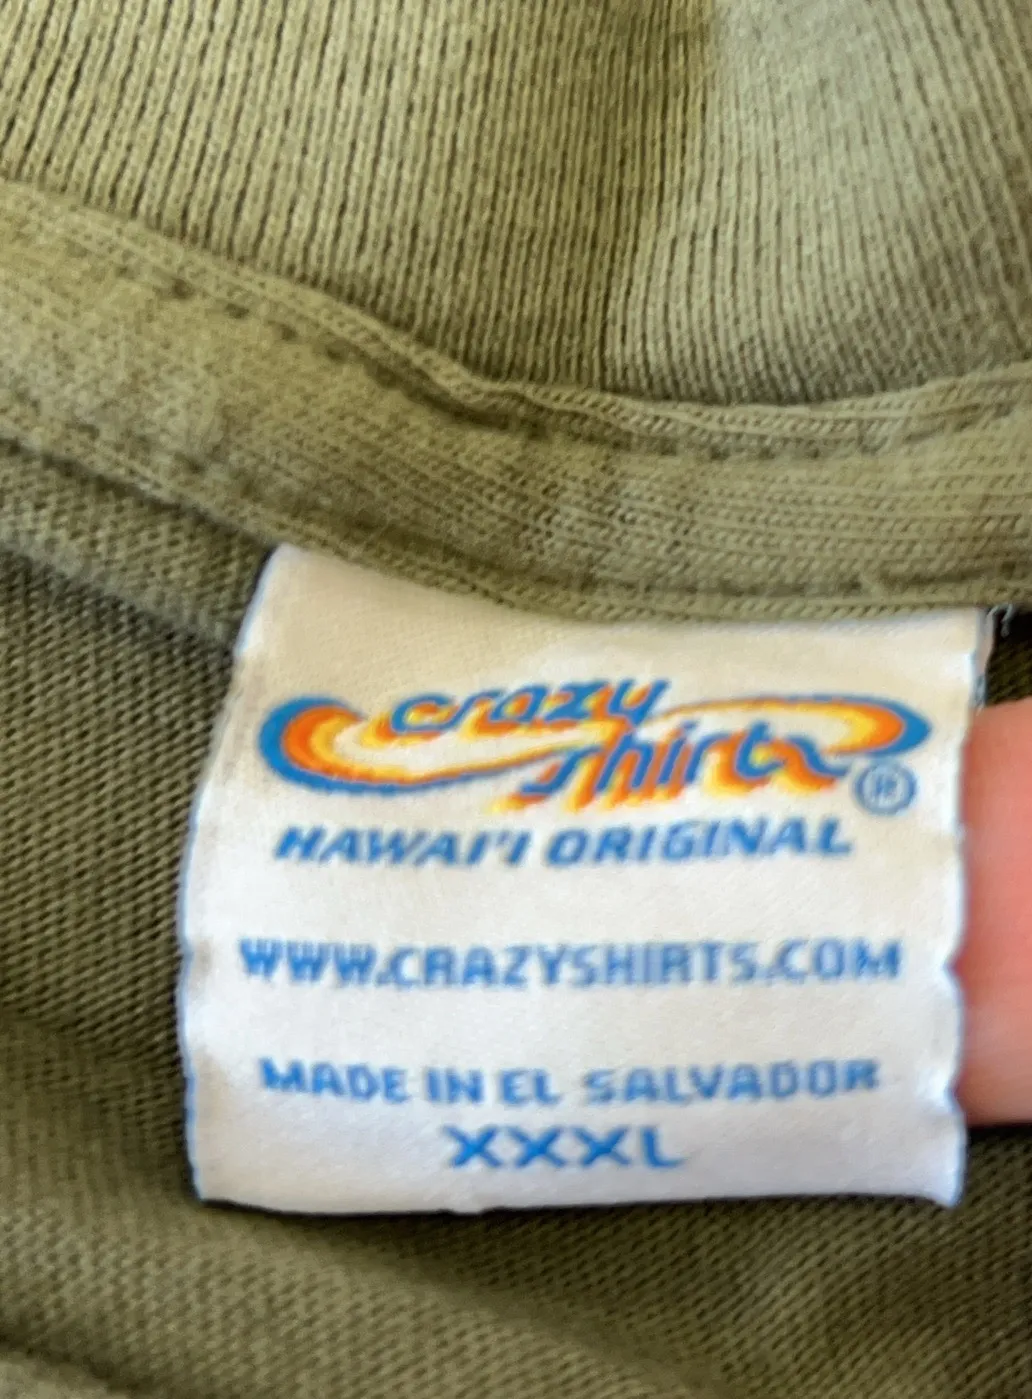 crazy
shirts ®
HAWAI'I ORIGINAL
WWW.CRAZYSHIRTS.COM
MADE IN EL SALVADOR
XXXL